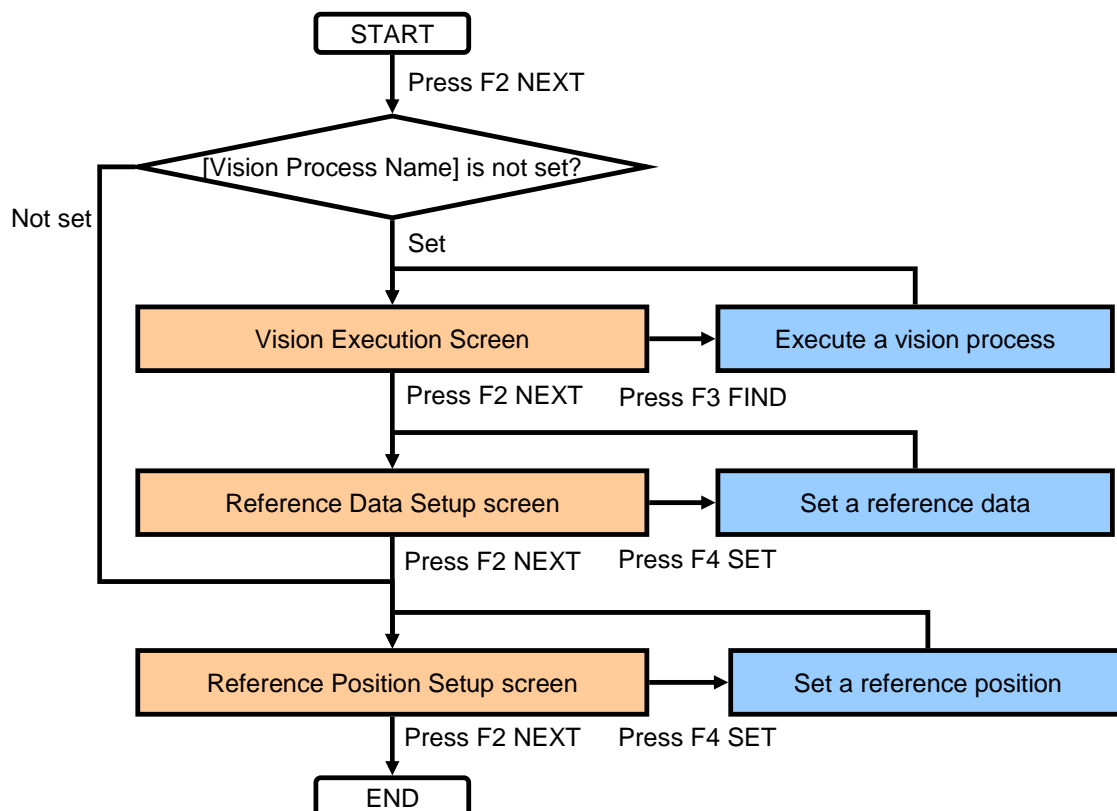 START
Press F2 NEXT
[Vision Process Name] is not set?
Not set
Set
Vision Execution Screen
Execute a vision process
Press F2 NEXT
Press F3 FIND
Reference Data Setup screen
Set a reference data
Press F2 NEXT
Press F4 SET
Reference Position Setup screen
Set a reference position
Press F2 NEXT
Press F4 SET
END